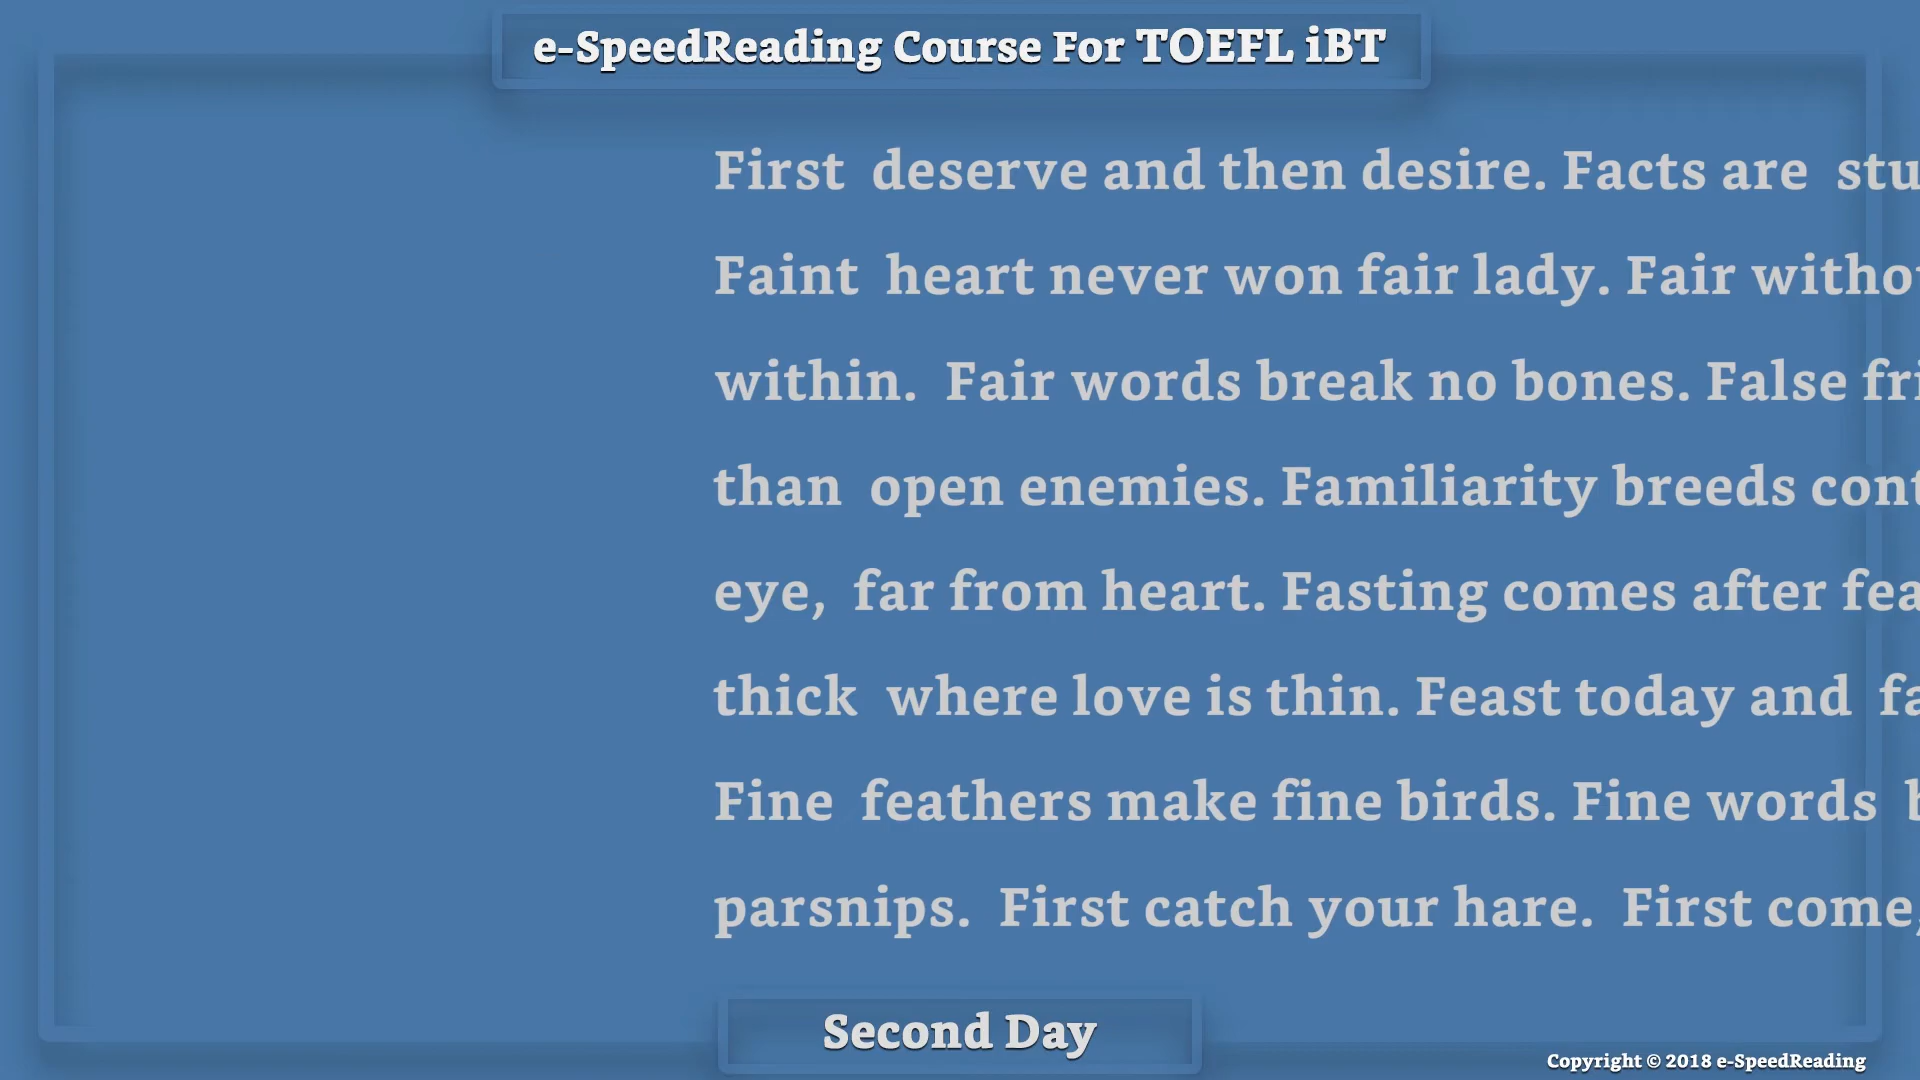 e-SpeedReading Course For TOEFL iBT
First deserve and then desire. Facts are
Faint heart never won fair lady. Fair
within. Fair words break no bones. False
than open enemies. Familiarity breeds
eye, far from heart. Fasting comes after
thick where love is thin. Feast today and
Fine feathers make fine birds. Fine words
parsnips. First catch your hare. First come,
Second Day
Copyright © 2018 e-SpeedReading